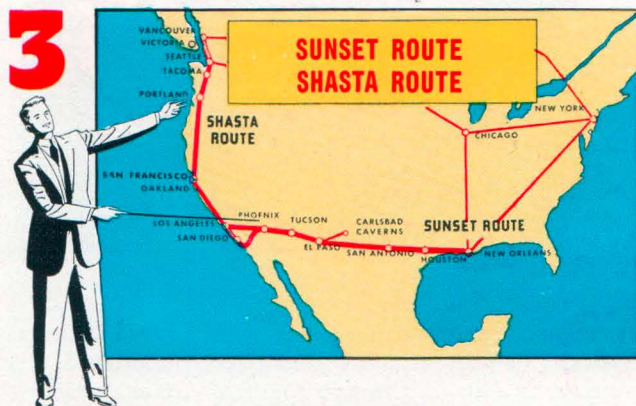 3
VANCOUVER
VICTORIA
SEATTLE
TACOMA
PORTLAND
SUNSET ROUTE
SHASTA ROUTE
NEW YORK
CHICAGO
SHASTA
ROUTE
SAN FRANCISCO
OAKLAND
LOS ANGELES
PHOENIX
TUCSON
CARLSBAD
CAVERNS
SUNSET ROUTE
SAN DIEGO
EL PASO
SAN ANTONIO
HOUSTON
NEW ORLEANS